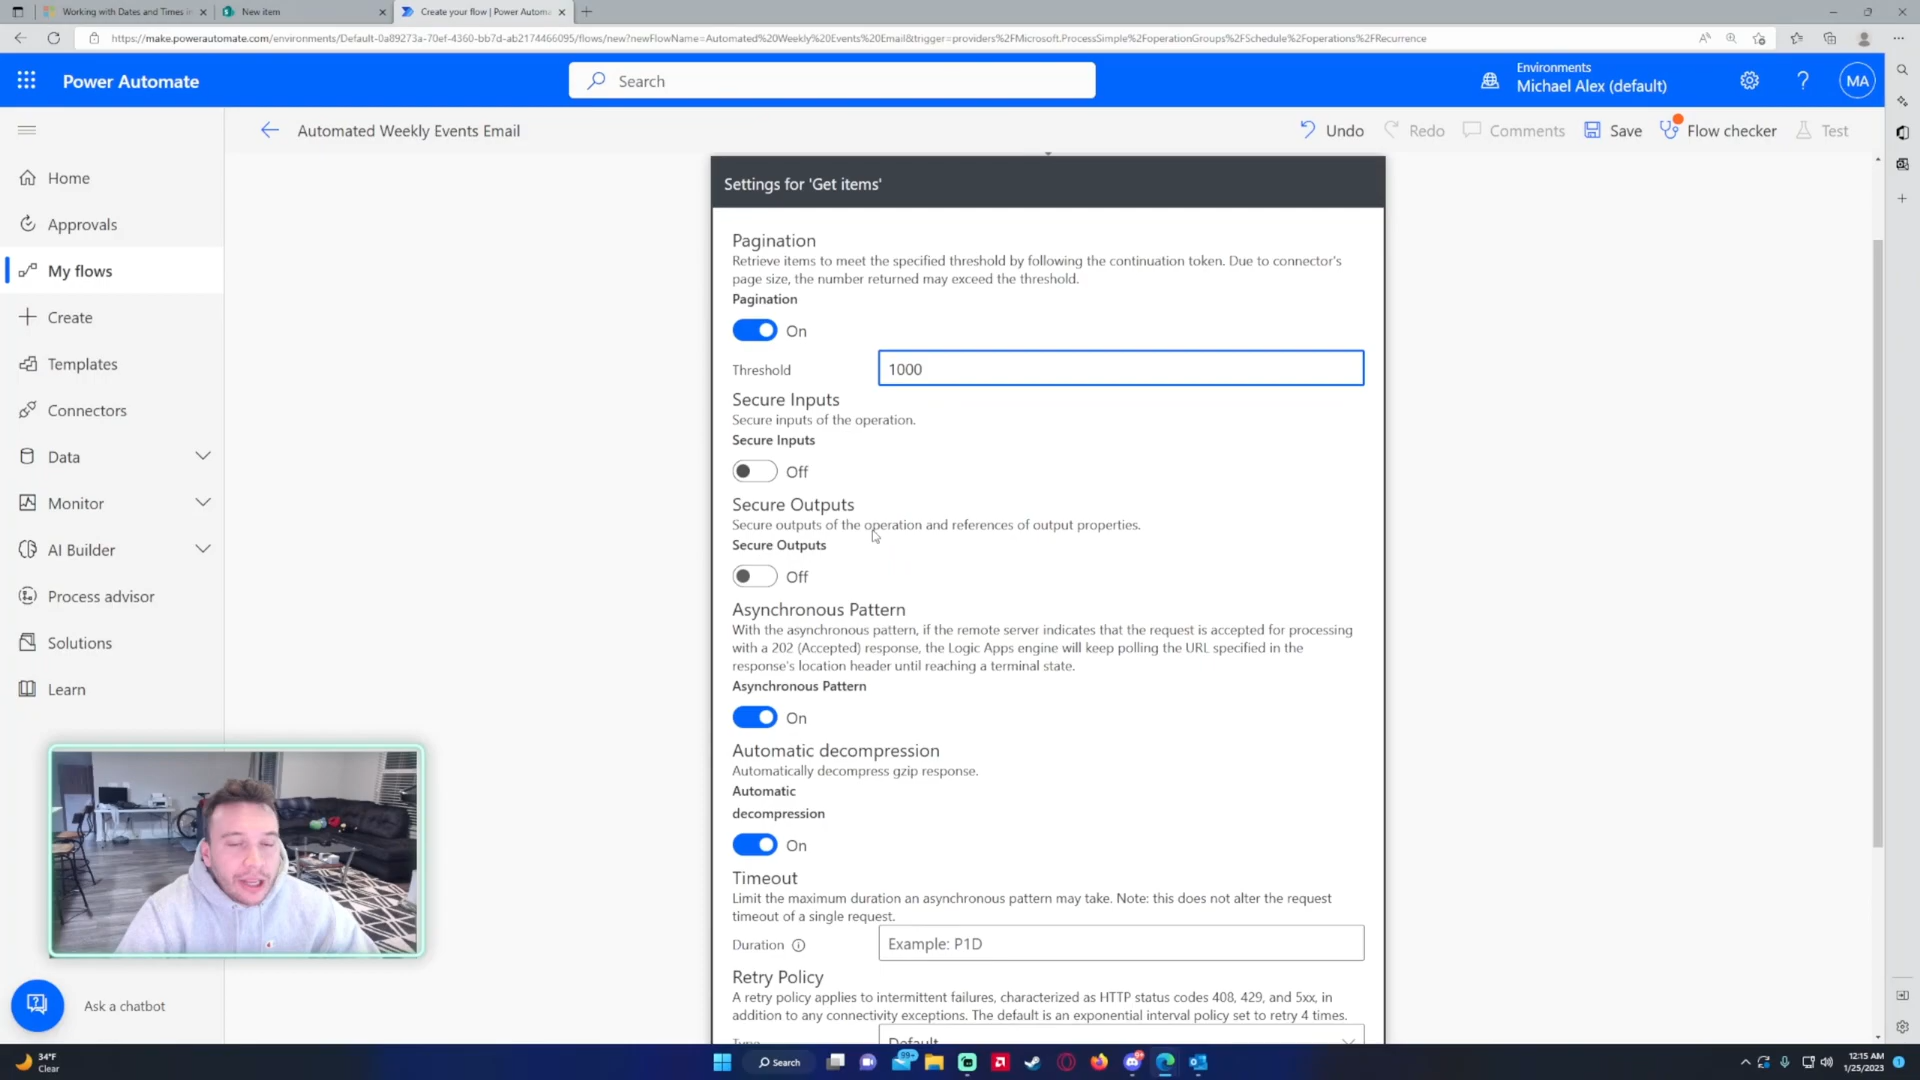 Working with Dates and Times in
New item
Create your flow | Power Automa
https://make.powerautomate.com/environments/Default-0a89273a-70ef-4360-bb7d-ab2174466095/flows/new?newFlowName=Automated%20Weekly%20Events%20Email&trigger=providers%2FMicrosoft.ProcessSimple%2FoperationGroups%2FSchedule%2Foperations%2FRecurrence
Power Automate
Search
Environments
Michael Alex (default)
MA
Automated Weekly Events Email
Undo
Redo
Comments
Save
Flow checker
Test
Home
Approvals
My flows
Create
Templates
Connectors
Data
Monitor
AI Builder
Process advisor
Solutions
Learn
Ask a chatbot
Settings for 'Get items'
Pagination
Retrieve items to meet the specified threshold by following the continuation token. Due to connector's
page size, the number returned may exceed the threshold.
Pagination
On
Threshold
1000
Secure Inputs
Secure inputs of the operation.
Secure Inputs
Off
Secure Outputs
Secure outputs of the operation and references of output properties.
Secure Outputs
Off
Asynchronous Pattern
With the asynchronous pattern, if the remote server indicates that the request is accepted for processing
with a 202 (Accepted) response, the Logic Apps engine will keep polling the URL specified in the
response's location header until reaching a terminal state.
Asynchronous Pattern
On
Automatic decompression
Automatically decompress gzip response.
Automatic
decompression
On
Timeout
Limit the maximum duration an asynchronous pattern may take. Note: this does not alter the request
timeout of a single request.
Duration
Example: P1D
Retry Policy
A retry policy applies to intermittent failures, characterized as HTTP status codes 408, 429, and 5xx, in
addition to any connectivity exceptions. The default is an exponential interval policy set to retry 4 times.
Type
Default
34°F
Clear
Search
99+
12:15 AM
1/25/2023
1